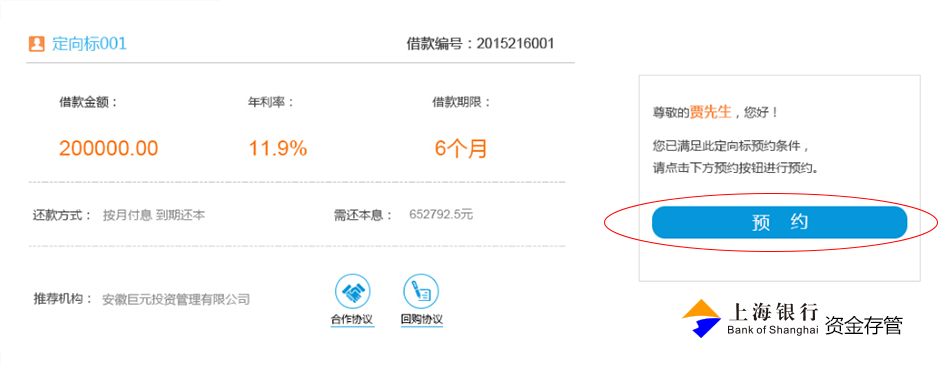 定向标001
借款编号：2015216001
借款金额：
年利率：
借款期限：
200000.00
11.9%
6个月
还款方式： 按月付息 到期还本
需还本息： 652792.5元
推荐机构： 安徽巨元投资管理有限公司
合作协议
回购协议
尊敬的贾先生，您好！
您已满足此定向标预约条件，
请点击下方预约按钮进行预约。
预 约
上海银行
Bank of Shanghai
资金存管